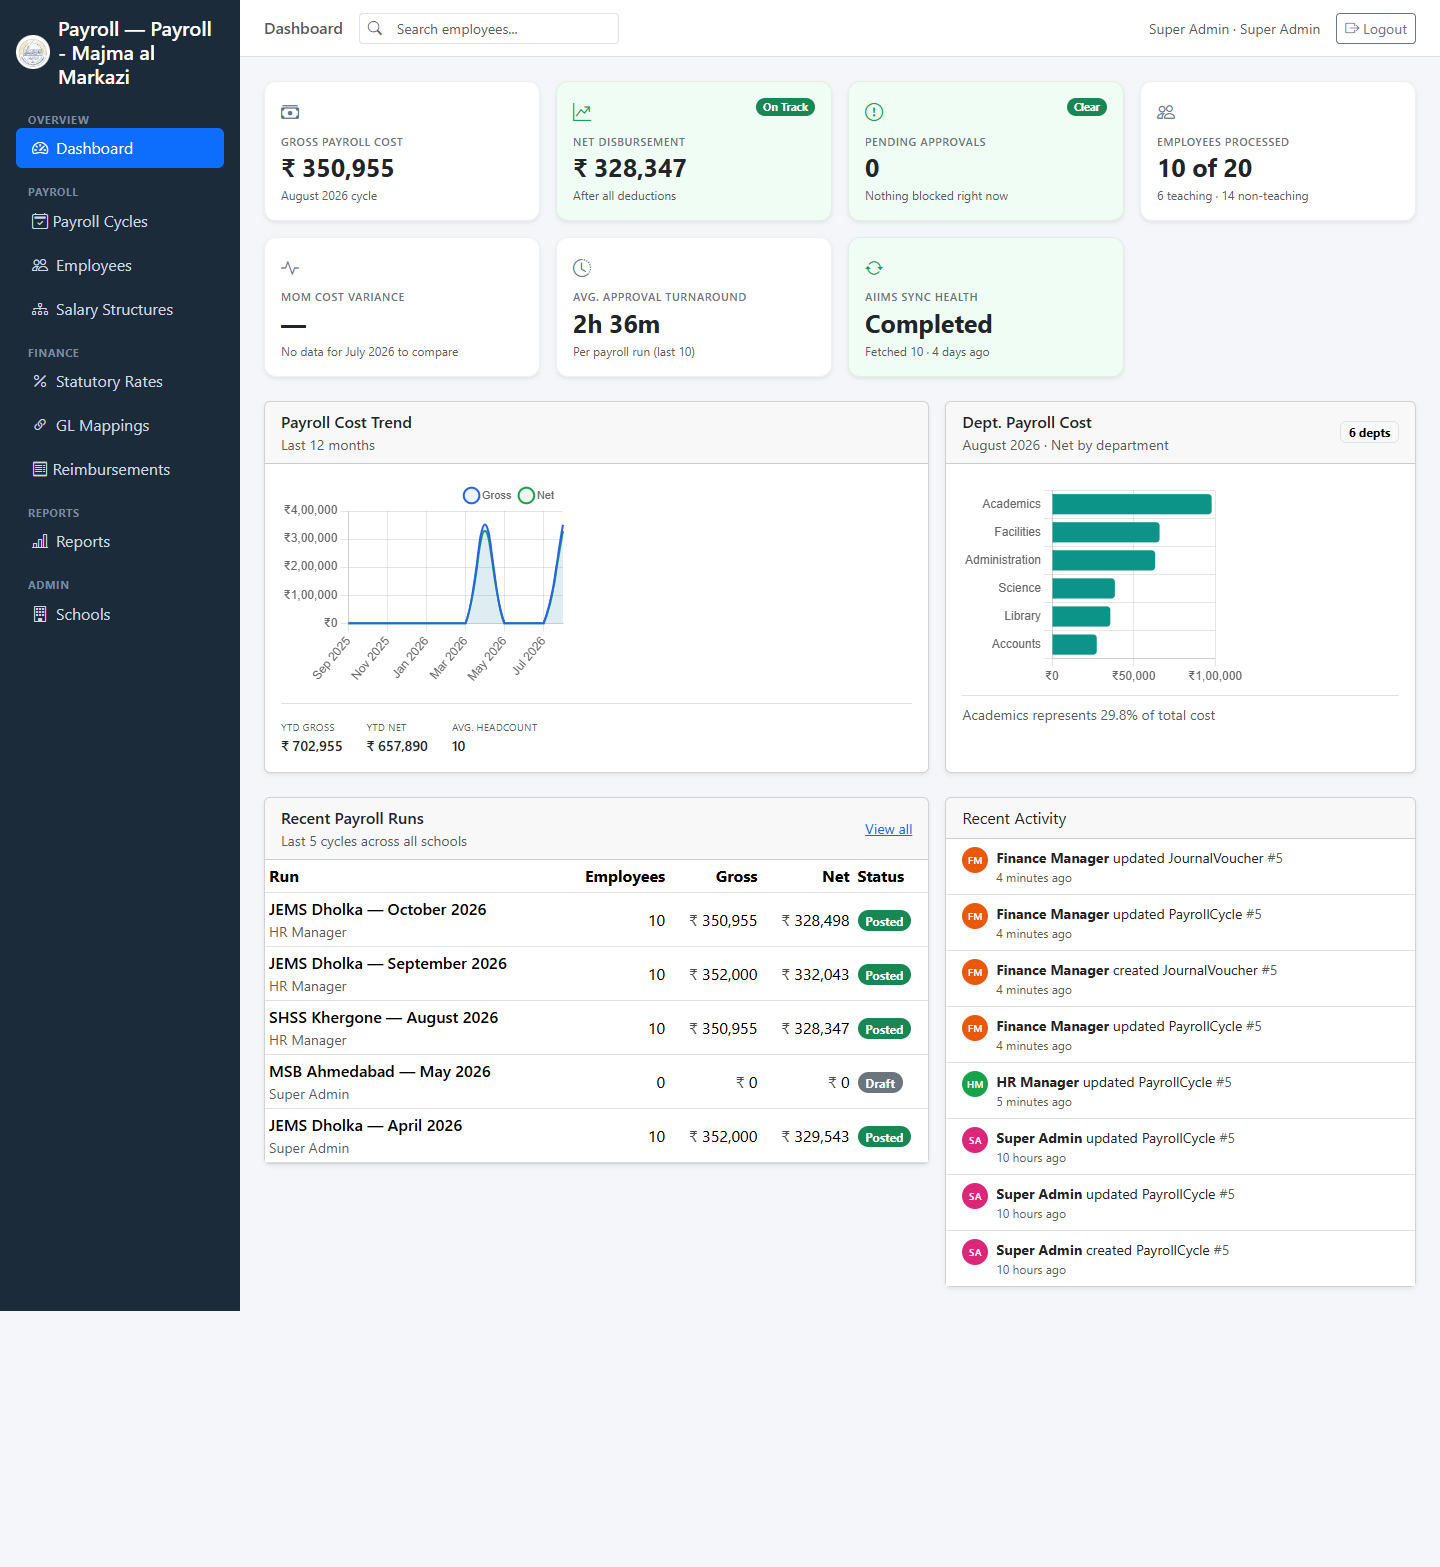 Payroll — Payroll
- Majma al
Markazi
OVERVIEW
Dashboard
PAYROLL
Payroll Cycles
Employees
Salary Structures
FINANCE
Statutory Rates
GL Mappings
Reimbursements
REPORTS
Reports
ADMIN
Schools
Dashboard
Search employees...
Super Admin · Super Admin
Logout
GROSS PAYROLL COST
₹ 350,955
August 2026 cycle
On Track
NET DISBURSEMENT
₹ 328,347
After all deductions
Clear
PENDING APPROVALS
0
Nothing blocked right now
EMPLOYEES PROCESSED
10 of 20
6 teaching · 14 non-teaching
MOM COST VARIANCE
—
No data for July 2026 to compare
AVG. APPROVAL TURNAROUND
2h 36m
Per payroll run (last 10)
AIIMS SYNC HEALTH
Completed
Fetched 10 · 4 days ago
Payroll Cost Trend
Last 12 months
Gross Net
₹4,00,000
₹3,00,000
₹2,00,000
₹1,00,000
₹0
Sep 2025 Nov 2025 Jan 2026 Mar 2026 May 2026 Jul 2026
YTD GROSS YTD NET AVG. HEADCOUNT
₹ 702,955 ₹ 657,890 10
Dept. Payroll Cost
August 2026 · Net by department
6 depts
Academics
Facilities
Administration
Science
Library
Accounts
₹0 ₹50,000 ₹1,00,000
Academics represents 29.8% of total cost
Recent Payroll Runs
Last 5 cycles across all schools
View all
Run Employees Gross Net Status
JEMS Dholka — October 2026 10 ₹ 350,955 ₹ 328,498 Posted
HR Manager
JEMS Dholka — September 2026 10 ₹ 352,000 ₹ 332,043 Posted
HR Manager
SHSS Khergone — August 2026 10 ₹ 350,955 ₹ 328,347 Posted
HR Manager
MSB Ahmedabad — May 2026 0 ₹ 0 ₹ 0 Draft
Super Admin
JEMS Dholka — April 2026 10 ₹ 352,000 ₹ 329,543 Posted
Super Admin
Recent Activity
FM Finance Manager updated JournalVoucher #5
4 minutes ago
FM Finance Manager updated PayrollCycle #5
4 minutes ago
FM Finance Manager created JournalVoucher #5
4 minutes ago
FM Finance Manager updated PayrollCycle #5
4 minutes ago
HM HR Manager updated PayrollCycle #5
5 minutes ago
SA Super Admin updated PayrollCycle #5
10 hours ago
SA Super Admin updated PayrollCycle #5
10 hours ago
SA Super Admin created PayrollCycle #5
10 hours ago